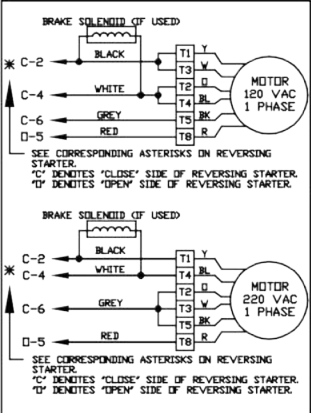 BRAKE SOLENOID (IF USED)
C-2 BLACK T1 Y
T3 W
C-4 WHITE T2 O
T4 BL
C-6 GREY T5 BK
O-5 RED T8 R
MOTOR
120 VAC
1 PHASE
SEE CORRESPONDING ASTERISKS ON REVERSING
STARTER.
"C" DENOTES "CLOSE" SIDE OF REVERSING STARTER.
"O" DENOTES "OPEN" SIDE OF REVERSING STARTER.
BRAKE SOLENOID (IF USED)
C-2 BLACK T1 Y
C-4 WHITE T4 BL
T2 O
C-6 GREY T3 W
T5 BK
O-5 RED T8 R
MOTOR
220 VAC
1 PHASE
SEE CORRESPONDING ASTERISKS ON REVERSING
STARTER.
"C" DENOTES "CLOSE" SIDE OF REVERSING STARTER.
"O" DENOTES "OPEN" SIDE OF REVERSING STARTER.